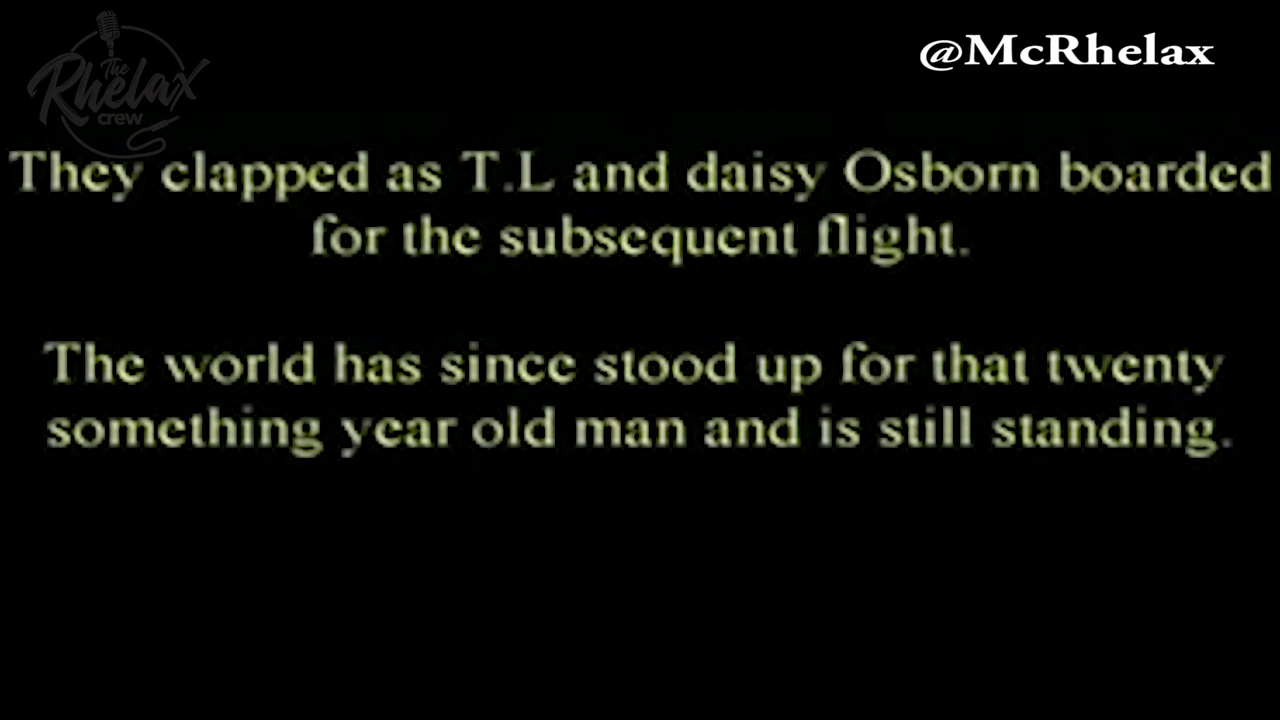 The
Rhelax
crew
@McRhelax
They clapped as T.L and daisy Osborn boarded
for the subsequent flight.
The world has since stood up for that twenty
something year old man and is still standing.